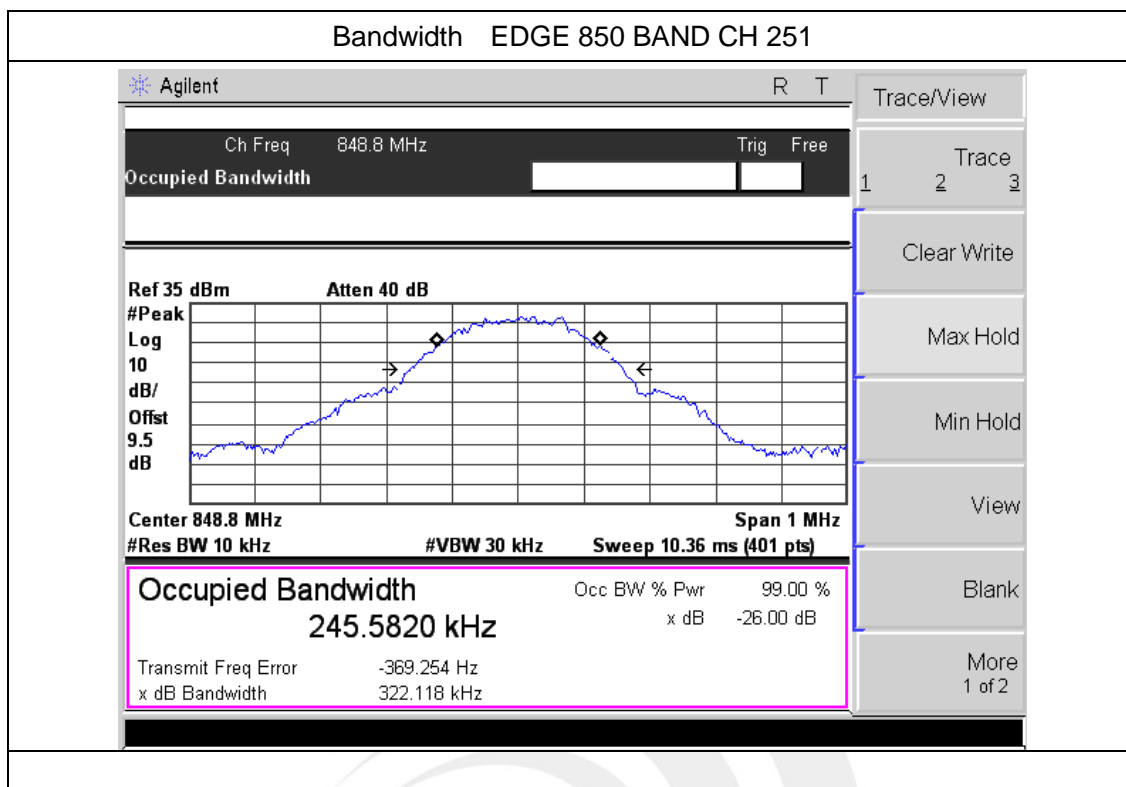 Bandwidth EDGE 850 BAND CH 251
Agilent R T
Trace/View
Ch Freq 848.8 MHz Trig Free
Occupied Bandwidth
Trace
1 2 3
Clear Write
Ref 35 dBm Atten 40 dB
#Peak
Log
10
dB/
Offst
9.5
dB
Max Hold
Min Hold
Center 848.8 MHz Span 1 MHz
#Res BW 10 kHz #VBW 30 kHz Sweep 10.36 ms (401 pts)
View
Occupied Bandwidth Occ BW % Pwr 99.00 %
245.5820 kHz x dB -26.00 dB
Transmit Freq Error -369.254 Hz
x dB Bandwidth 322.118 kHz
Blank
More
1 of 2